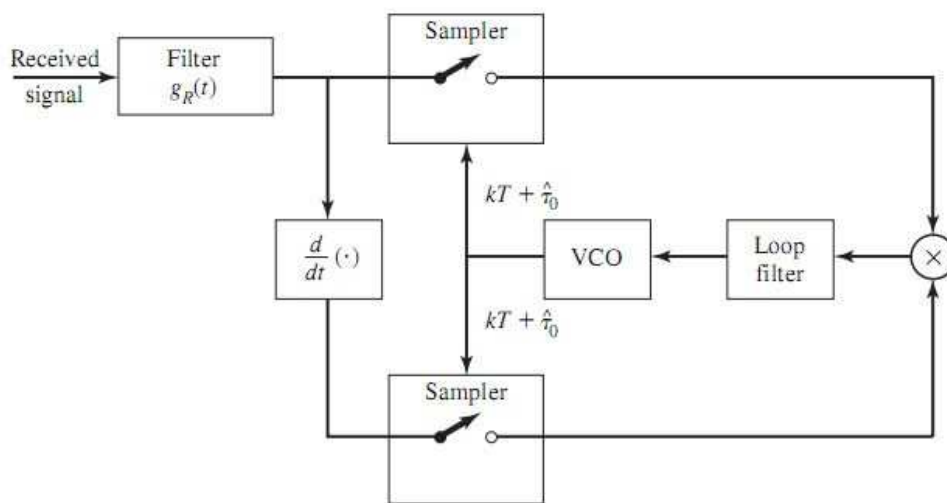 Sampler
Received
signal
Filter
g_R(t)
kT + τ̂₀
d
dt (·)
VCO
Loop
filter
×
kT + τ̂₀
Sampler